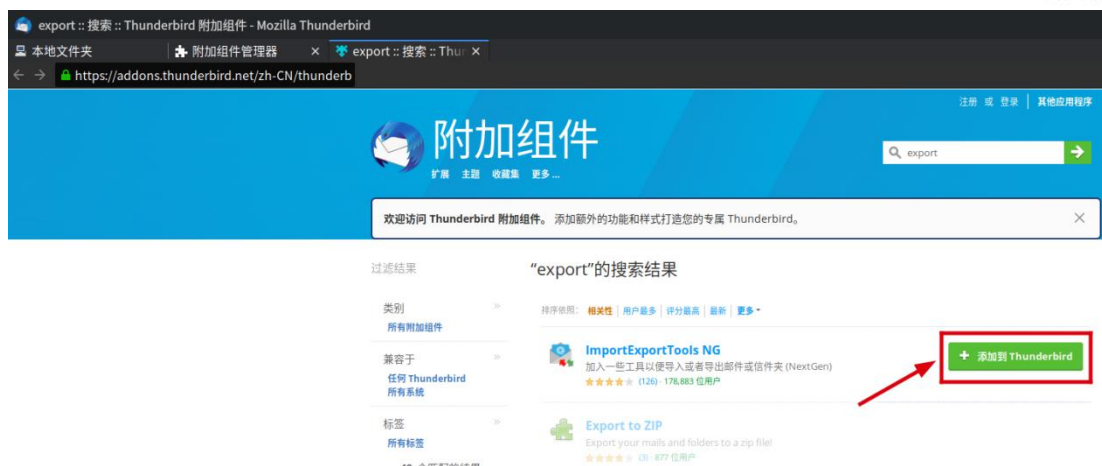 export :: 搜索 :: Thunderbird 附加组件 - Mozilla Thunderbird
本地文件夹 附加组件管理器 × export :: 搜索 :: Thun ×
https://addons.thunderbird.net/zh-CN/thunderb
注册 或 登录 | 其他应用程序
附加组件
export
扩展 主题 收藏集 更多 ...
欢迎访问 Thunderbird 附加组件。 添加额外的功能和样式打造您的专属 Thunderbird。 ×
过滤结果
“export”的搜索结果
类别 »
所有附加组件
排序依照: 相关性 | 用户最多 | 评分最高 | 最新 | 更多
兼容于 »
任何 Thunderbird
所有系统
ImportExportTools NG
加入一些工具以便导入或者导出邮件或信件夹 (NextGen)
(126) · 178,883 位用户
+ 添加到 Thunderbird
标签 »
所有标签
Export to ZIP
Export your mails and folders to a zip file!
(3) · 877 位用户